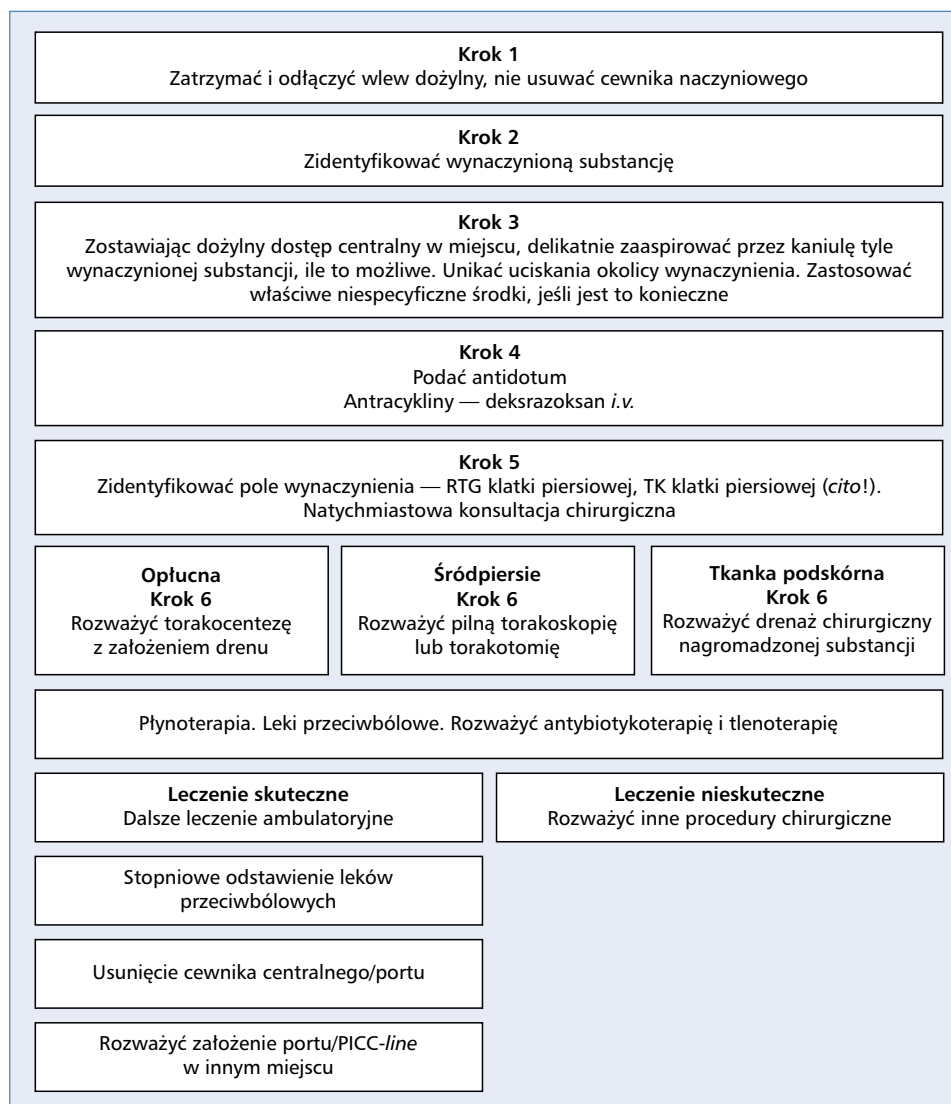 Krok 1
Zatrzymać i odłączyć wlew dożylny, nie usuwać cewnika naczyniowego
Krok 2
Zidentyfikować wynaczynioną substancję
Krok 3
Zostawiając dożylny dostęp centralny w miejscu, delikatnie zaaspirować przez kaniulę tyle
wynaczynionej substancji, ile to możliwe. Unikać uciskania okolicy wynaczynienia. Zastosować
właściwe niespecyficzne środki, jeśli jest to konieczne
Krok 4
Podać antidotum
Antracykliny — deksrazoksan i.v.
Krok 5
Zidentyfikować pole wynaczynienia — RTG klatki piersiowej, TK klatki piersiowej (cito!).
Natychmiastowa konsultacja chirurgiczna
Opłucna
Krok 6
Rozważyć torakocentezę
z założeniem drenu
Śródpiersie
Krok 6
Rozważyć pilną torakoskopię
lub torakotomię
Tkanka podskórna
Krok 6
Rozważyć drenaż chirurgiczny
nagromadzonej substancji
Płynoterapia. Leki przeciwbólowe. Rozważyć antybiotykoterapię i tlenoterapię
Leczenie skuteczne
Dalsze leczenie ambulatoryjne
Leczenie nieskuteczne
Rozważyć inne procedury chirurgiczne
Stopniowe odstawienie leków
przeciwbólowych
Usunięcie cewnika centralnego/portu
Rozważyć założenie portu/PICC-line
w innym miejscu